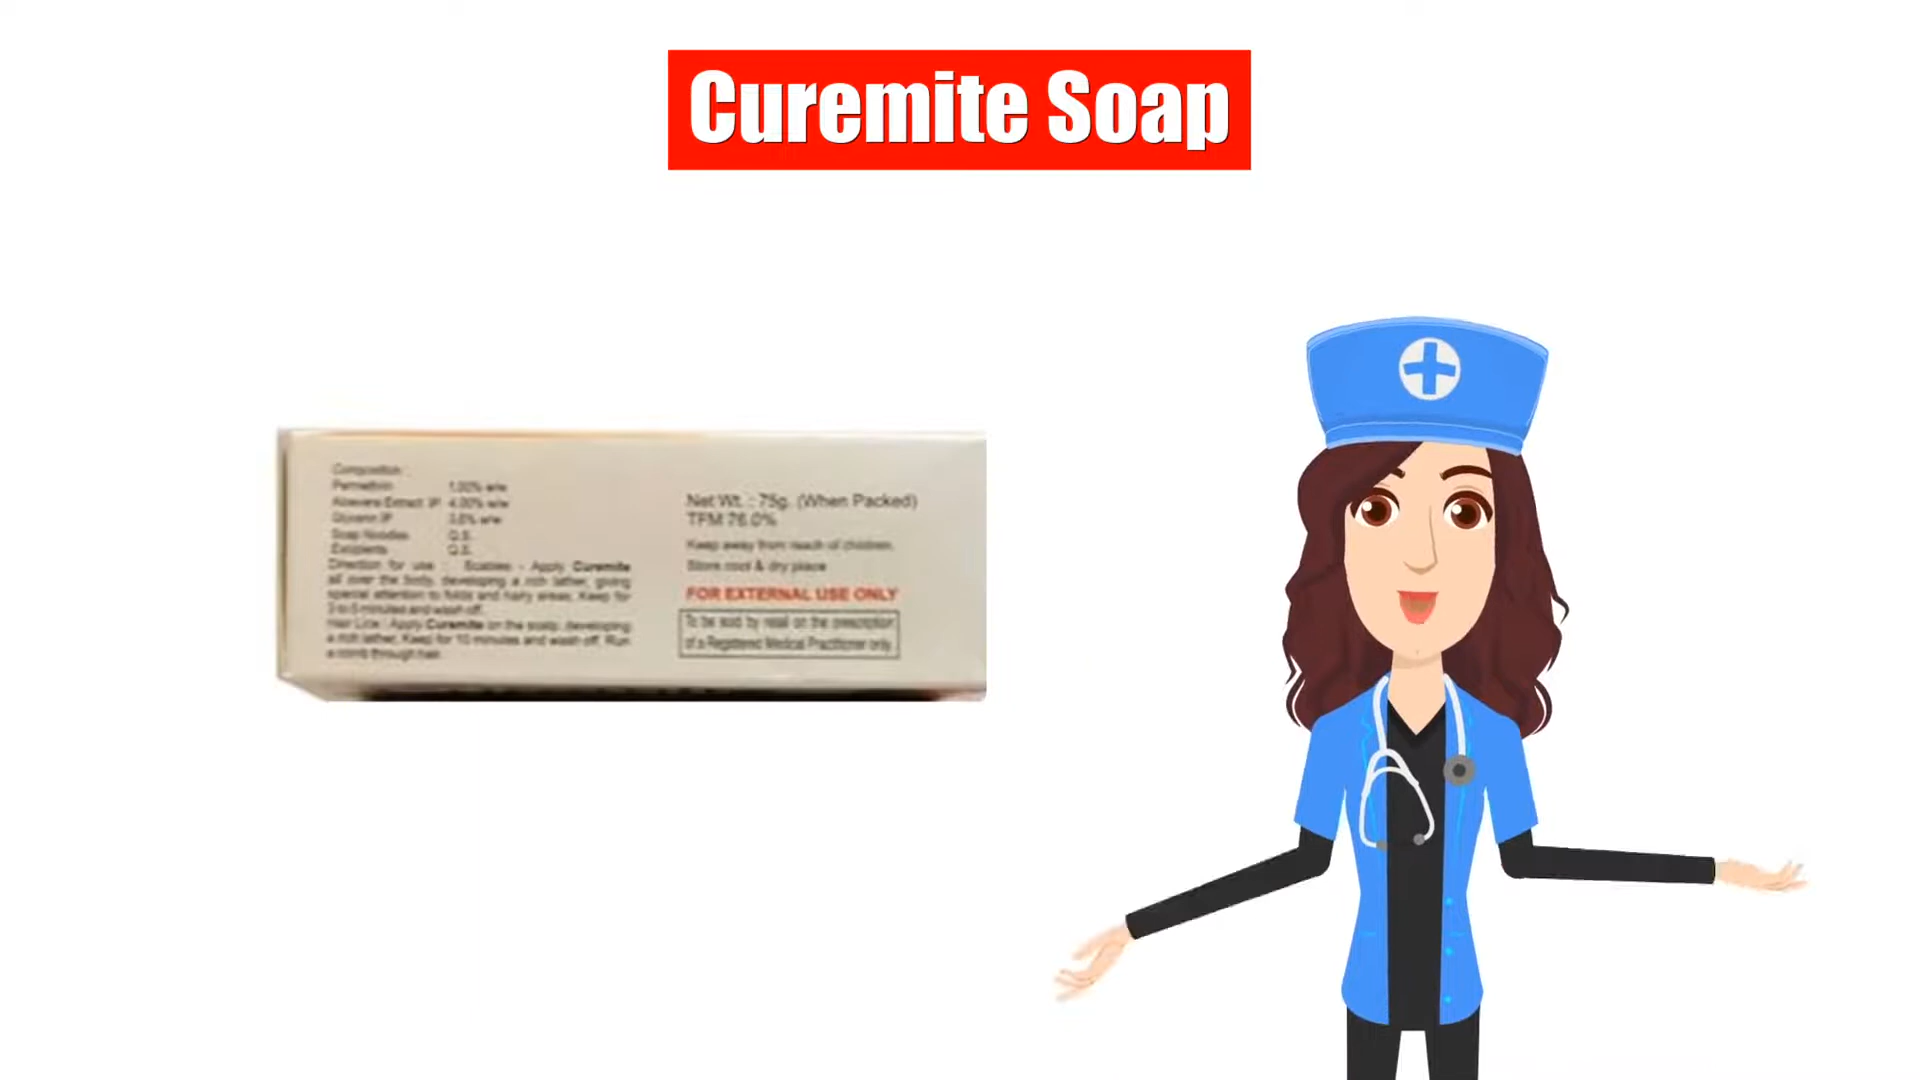 Curemite Soap
Composition :
Permethrin 1.00% w/w
Aloevera Extract IP 4.00% w/w
Glycerin IP w/w
Soap Noodles Q.S.
Excipients Q.S.
Direction for use : Scabies - Apply Curemite
all over the body, developing a rich lather, giving
special attention to folds and hairy areas. Keep for
3 to 5 minutes and wash off.
Hair Lice : Apply Curemite on the scalp, developing
a rich lather. Keep for 10 minutes and wash off. Run
a comb through hair.
Net Wt. : 75g. (When Packed)
TFM 76.0%
Keep away from reach of children.
Store cool & dry place
FOR EXTERNAL USE ONLY
To be sold by retail on the prescription
of a Registered Medical Practitioner only.